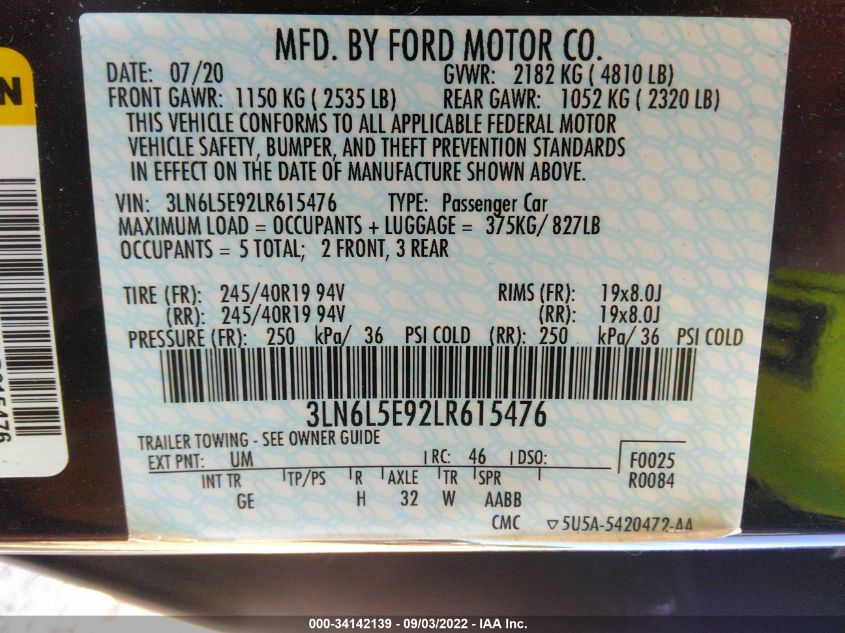 MFD. BY FORD MOTOR CO.
DATE: 07/20 GVWR: 2182 KG ( 4810 LB)
FRONT GAWR: 1150 KG ( 2535 LB) REAR GAWR: 1052 KG ( 2320 LB)
THIS VEHICLE CONFORMS TO ALL APPLICABLE FEDERAL MOTOR
VEHICLE SAFETY, BUMPER, AND THEFT PREVENTION STANDARDS
IN EFFECT ON THE DATE OF MANUFACTURE SHOWN ABOVE.
VIN: 3LN6L5E92LR615476 TYPE: Passenger Car
MAXIMUM LOAD = OCCUPANTS + LUGGAGE = 375KG/ 827LB
OCCUPANTS = 5 TOTAL; 2 FRONT, 3 REAR
TIRE (FR): 245/40R19 94V RIMS (FR): 19x8.0J
(RR): 245/40R19 94V (RR): 19x8.0J
PRESSURE (FR): 250 kPa/ 36 PSI COLD (RR): 250 kPa/ 36 PSI COLD
3LN6L5E92LR615476
TRAILER TOWING - SEE OWNER GUIDE
EXT PNT: UM RC: 46 DSO: F0025
INT TR TP/PS R AXLE TR SPR R0084
GE H 32 W AABB
CMC ▽5U5A-5420472-AA
000-34142139 - 09/03/2022 - IAA Inc.